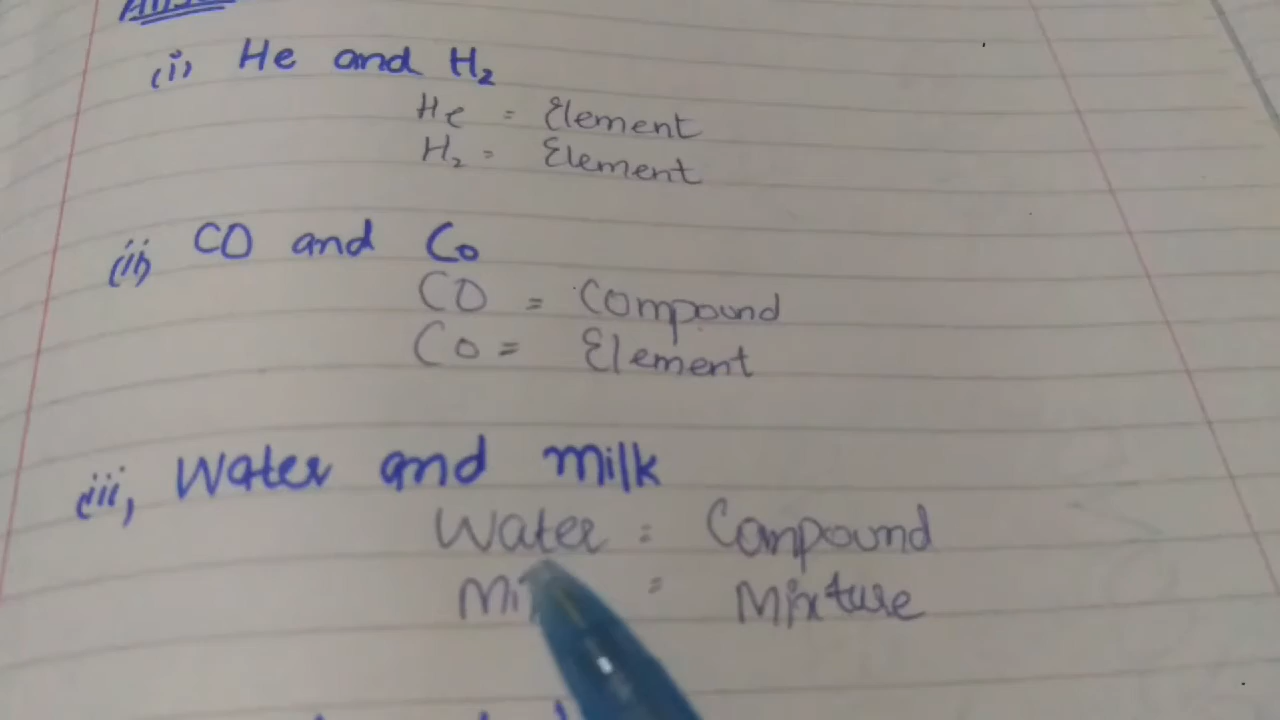 (i) He and H₂
He = Element
H₂ = Element
(ii) CO and Co
CO = Compound
Co = Element
(iii, Water and milk
Water = Compound
= Mixture